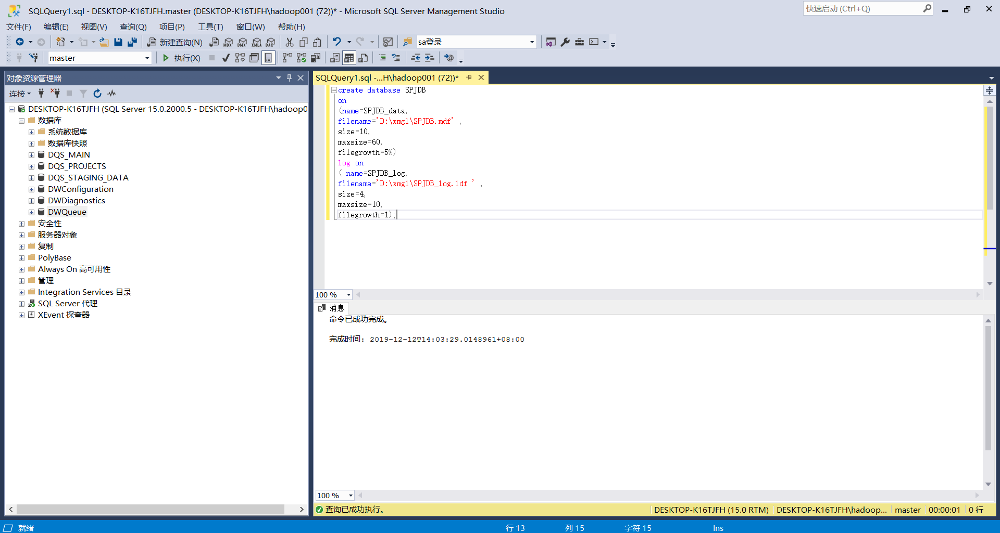 SQLQuery1.sql - DESKTOP-K16TJFH.master (DESKTOP-K16TJFH\hadoop001 (72))* - Microsoft SQL Server Management Studio
快速启动 (Ctrl+Q)
文件(F) 编辑(E) 视图(V) 查询(Q) 项目(P) 工具(T) 窗口(W) 帮助(H)
新建查询(N) MDX DMX XMLA DAX sa登录
master 执行(X)
对象资源管理器
连接
DESKTOP-K16TJFH (SQL Server 15.0.2000.5 - DESKTOP-K16TJFH\hadoop0
数据库
系统数据库
数据库快照
DQS_MAIN
DQS_PROJECTS
DQS_STAGING_DATA
DWConfiguration
DWDiagnostics
DWQueue
安全性
服务器对象
复制
PolyBase
Always On 高可用性
管理
Integration Services 目录
SQL Server 代理
XEvent 探查器
SQLQuery1.sql -...H\hadoop001 (72))*
create database SPJDB
on
(name=SPJDB_data,
filename='D:\xmgl\SPJDB.mdf' ,
size=10,
maxsize=60,
filegrowth=5%)
log on
( name=SPJDB_log,
filename='D:\xmgl\SPJDB_log.ldf ' ,
size=4,
maxsize=10,
filegrowth=1);
100 %
消息
命令已成功完成。
完成时间: 2019-12-12T14:03:29.0148961+08:00
100 %
查询已成功执行。 DESKTOP-K16TJFH (15.0 RTM) DESKTOP-K16TJFH\hadoop... master 00:00:01 0 行
就绪 行 13 列 15 字符 15 Ins